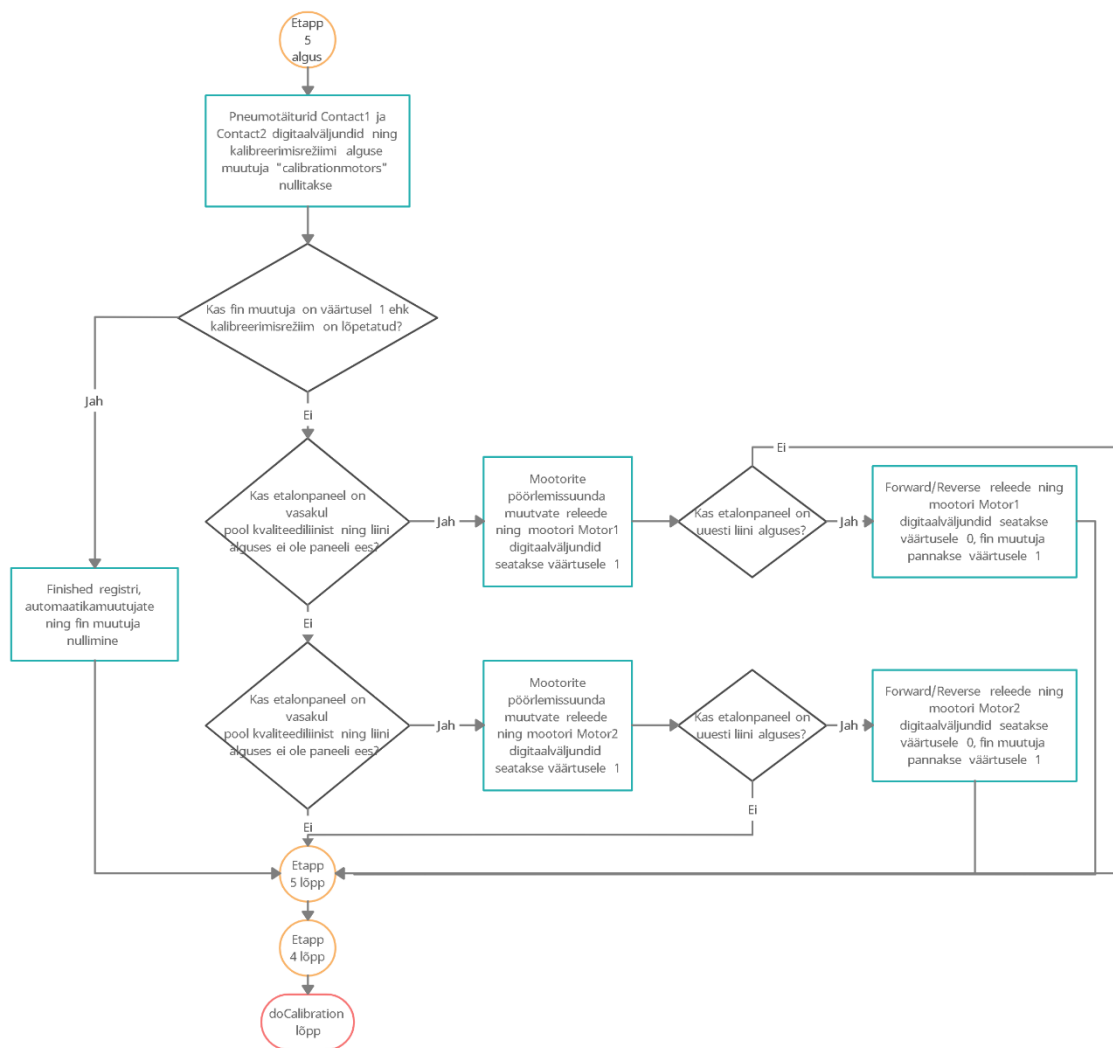 Etapp
5
algus
Pneumotäiturid Contact1 ja
Contact2 digitaalväljundid ning
kalibreerimisrežiimi alguse
muutuja "calibrationmotors"
nullitakse
Kas fin muutuja on väärtusel 1 ehk
kalibreerimisrežiim on lõpetatud?
Jah
Ei
Finished registri,
automaatikamuutujate
ning fin muutuja
nullimine
Kas etalonpaneel on
vasakul
pool kvaliteediliinist ning liini
alguses ei ole paneeli ees?
Jah
Mootorite
pöörlemissuunda
muutvate releede
ning mootori Motor1
digitaalväljundid
seatakse väärtusele 1
Kas etalonpaneel on
uuesti liini alguses?
Ei
Jah
Forward/Reverse releede ning
mootori Motor1
digitaalväljundid seatakse
väärtusele 0, fin muutuja
pannakse väärtusele 1
Ei
Kas etalonpaneel on
vasakul
pool kvaliteediliinist ning liini
alguses ei ole paneeli ees?
Jah
Mootorite
pöörlemissuunda
muutvate releede
ning mootori Motor2
digitaalväljundid
seatakse väärtusele 1
Kas etalonpaneel on
uuesti liini alguses?
Jah
Forward/Reverse releede ning
mootori Motor2
digitaalväljundid seatakse
väärtusele 0, fin muutuja
pannakse väärtusele 1
Ei
Ei
Etapp
5 lõpp
Etapp
4 lõpp
doCalibration
lõpp